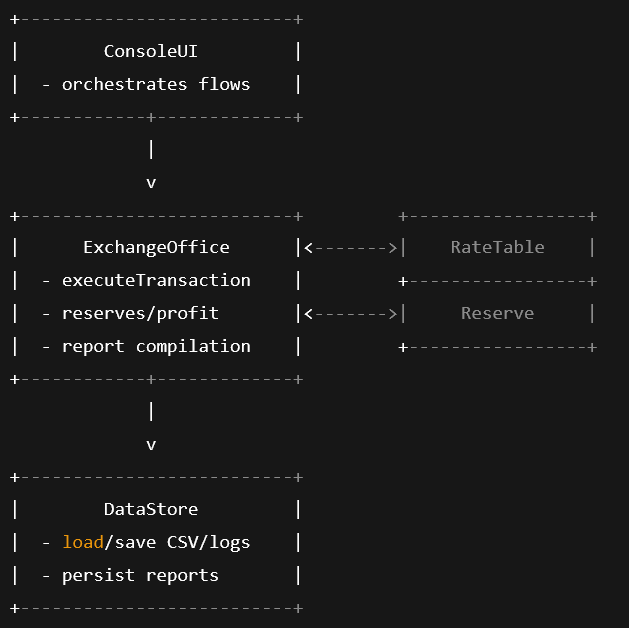 +--------------------------+
|        ConsoleUI         |
|  - orchestrates flows    |
+------------+-------------+
             |
             v
+--------------------------+         +-----------------+
|      ExchangeOffice      |<------->|    RateTable    |
|  - executeTransaction    |         +-----------------+
|  - reserves/profit       |<------->|     Reserve     |
|  - report compilation    |         +-----------------+
+------------+-------------+
             |
             v
+--------------------------+
|        DataStore         |
|  - load/save CSV/logs    |
|  - persist reports       |
+--------------------------+